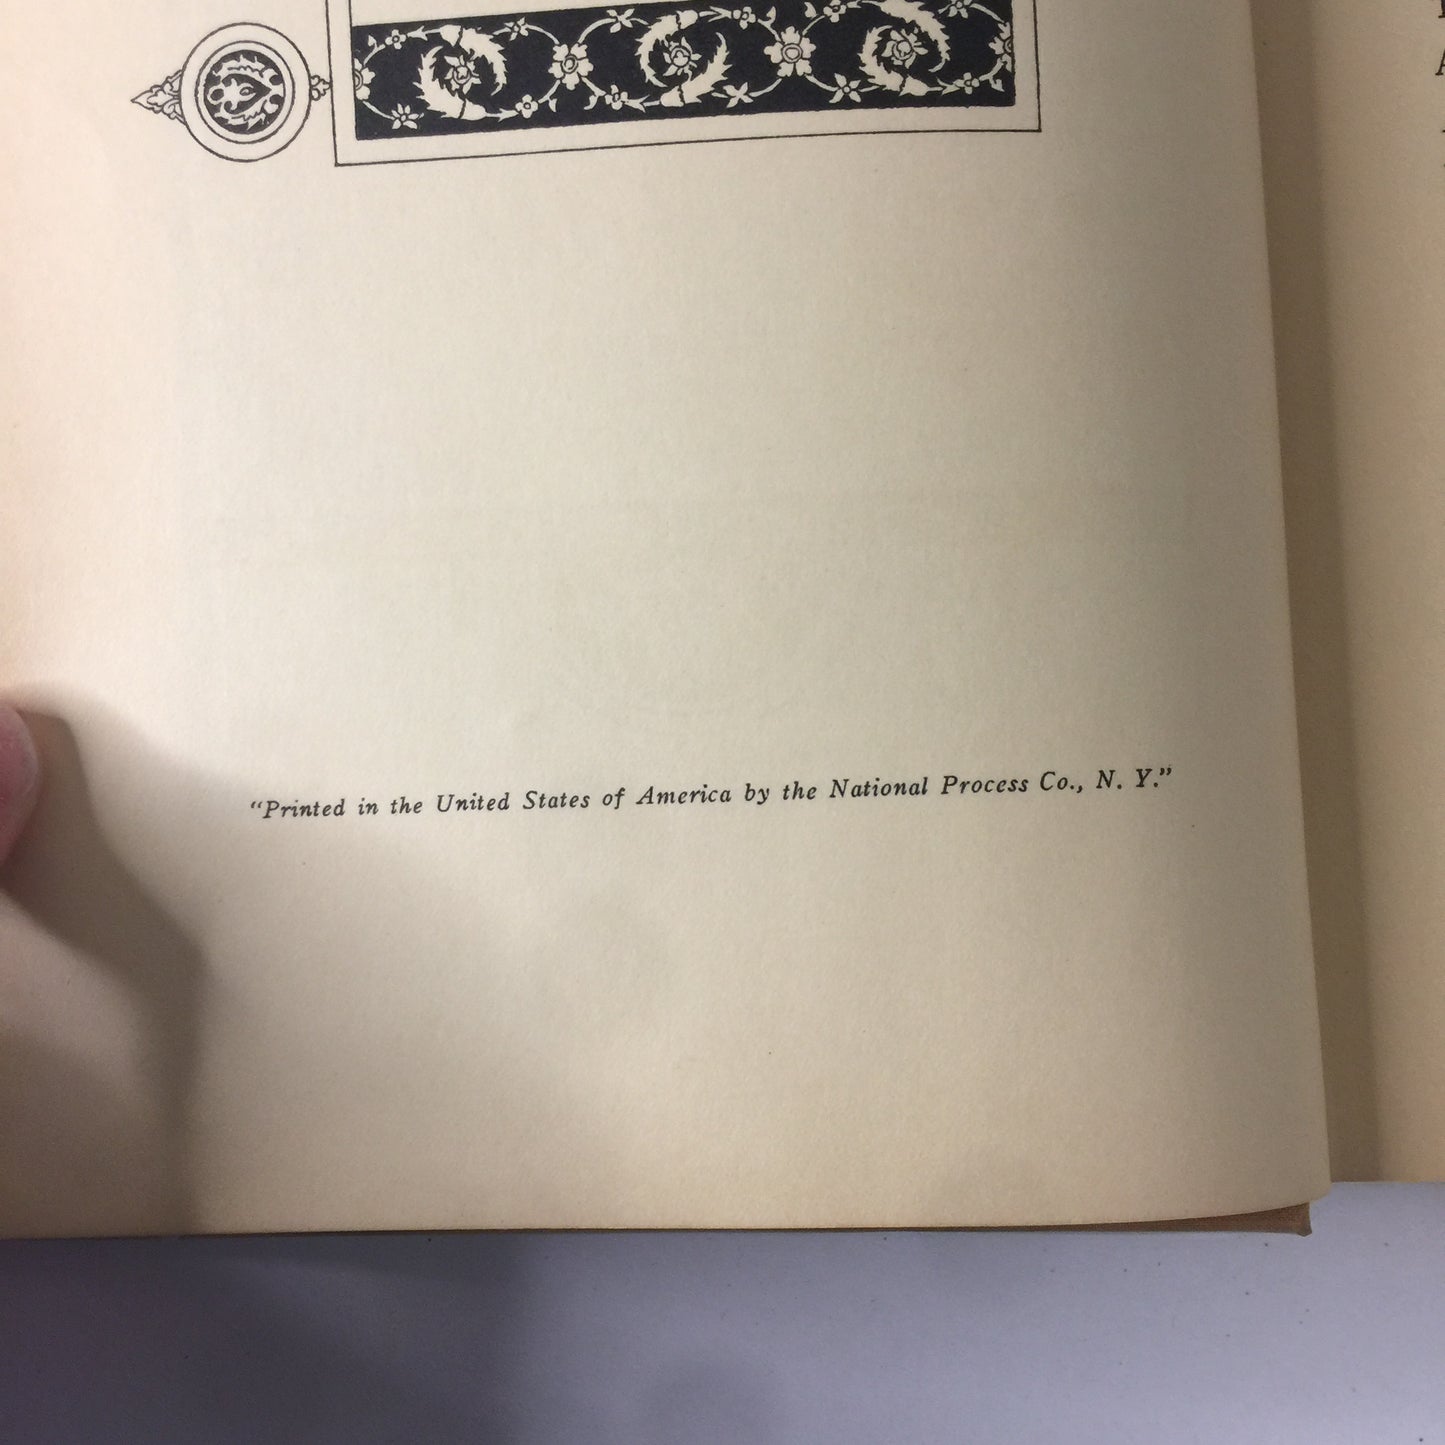 “Printed in the United States of America by the National Process Co., N. Y.”